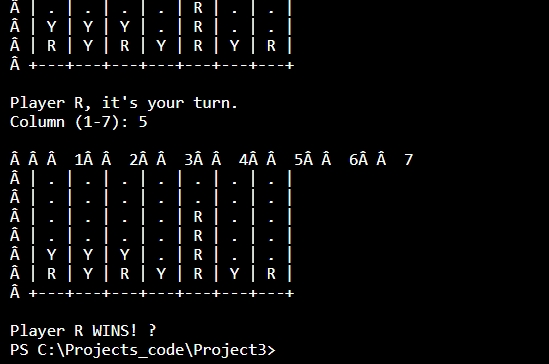 Â | . | . | . | . | R | . | . |
Â | Y | Y | Y | . | R | . | . |
Â | R | Y | R | Y | R | Y | R |
Â +---+---+---+---+---+---+---+
Player R, it's your turn.
Column (1-7): 5
Â Â Â  1Â Â  2Â Â  3Â Â  4Â Â  5Â Â  6Â Â  7
Â | . | . | . | . | . | . | . |
Â | . | . | . | . | . | . | . |
Â | . | . | . | . | R | . | . |
Â | . | . | . | . | R | . | . |
Â | Y | Y | Y | . | R | . | . |
Â | R | Y | R | Y | R | Y | R |
Â +---+---+---+---+---+---+---+
Player R WINS! ?
PS C:\Projects_code\Project3>